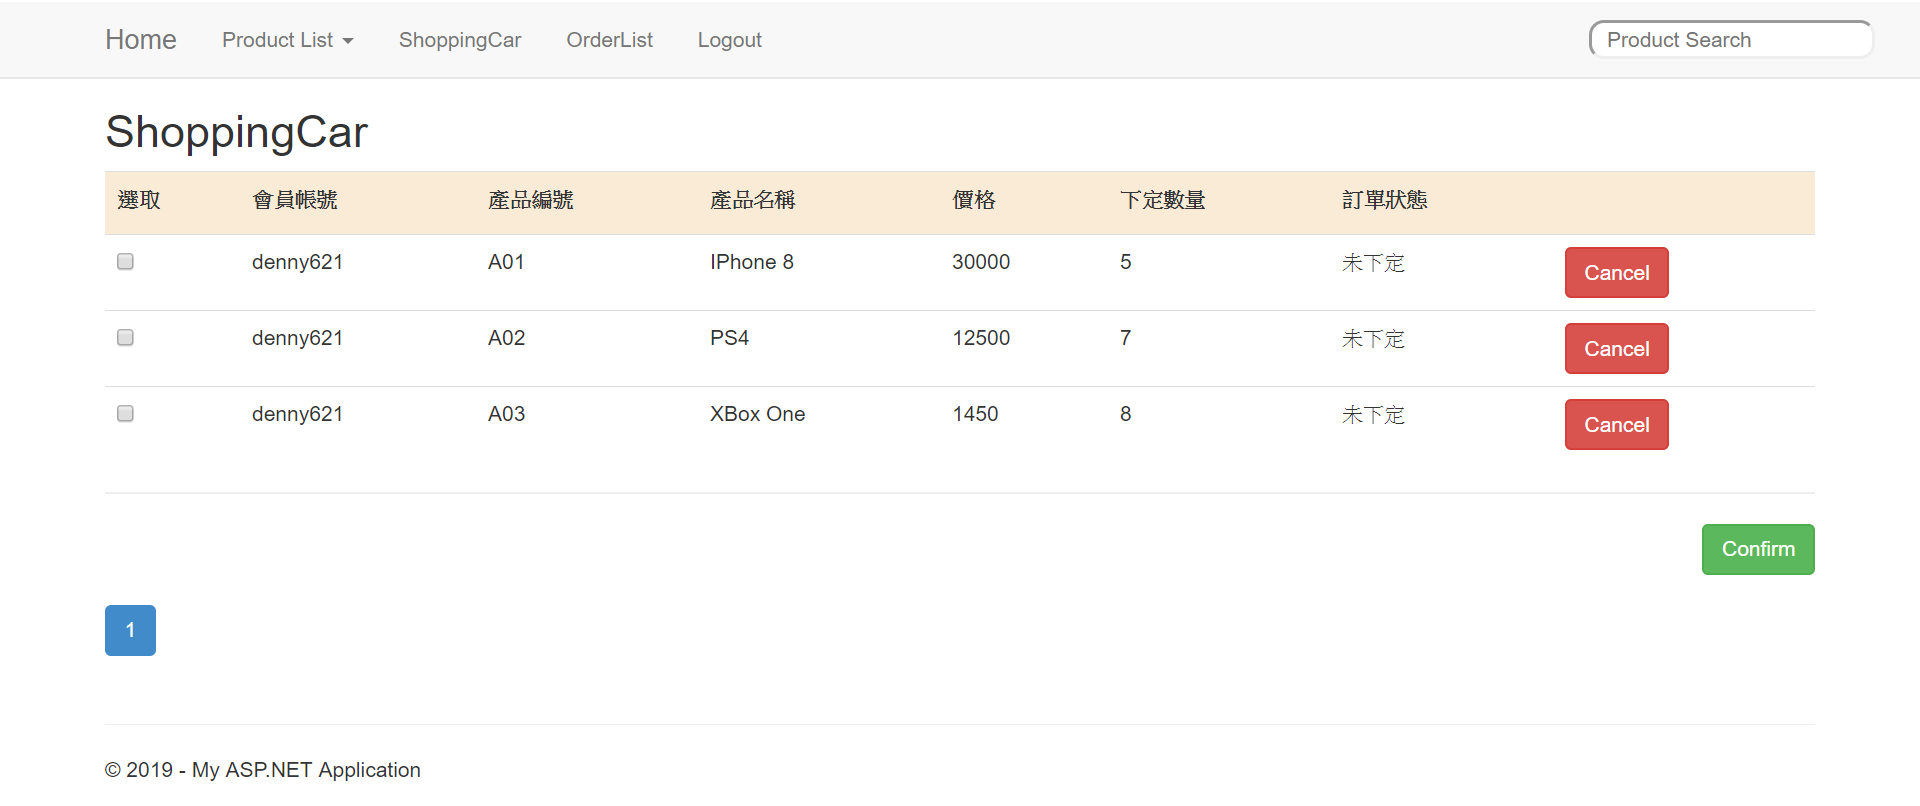 Home Product List ShoppingCar OrderList Logout Product Search
ShoppingCar
選取 會員帳號 產品編號 產品名稱 價格 下定數量 訂單狀態
denny621 A01 IPhone 8 30000 5 未下定 Cancel
denny621 A02 PS4 12500 7 未下定 Cancel
denny621 A03 XBox One 1450 8 未下定 Cancel
Confirm
1
© 2019 - My ASP.NET Application